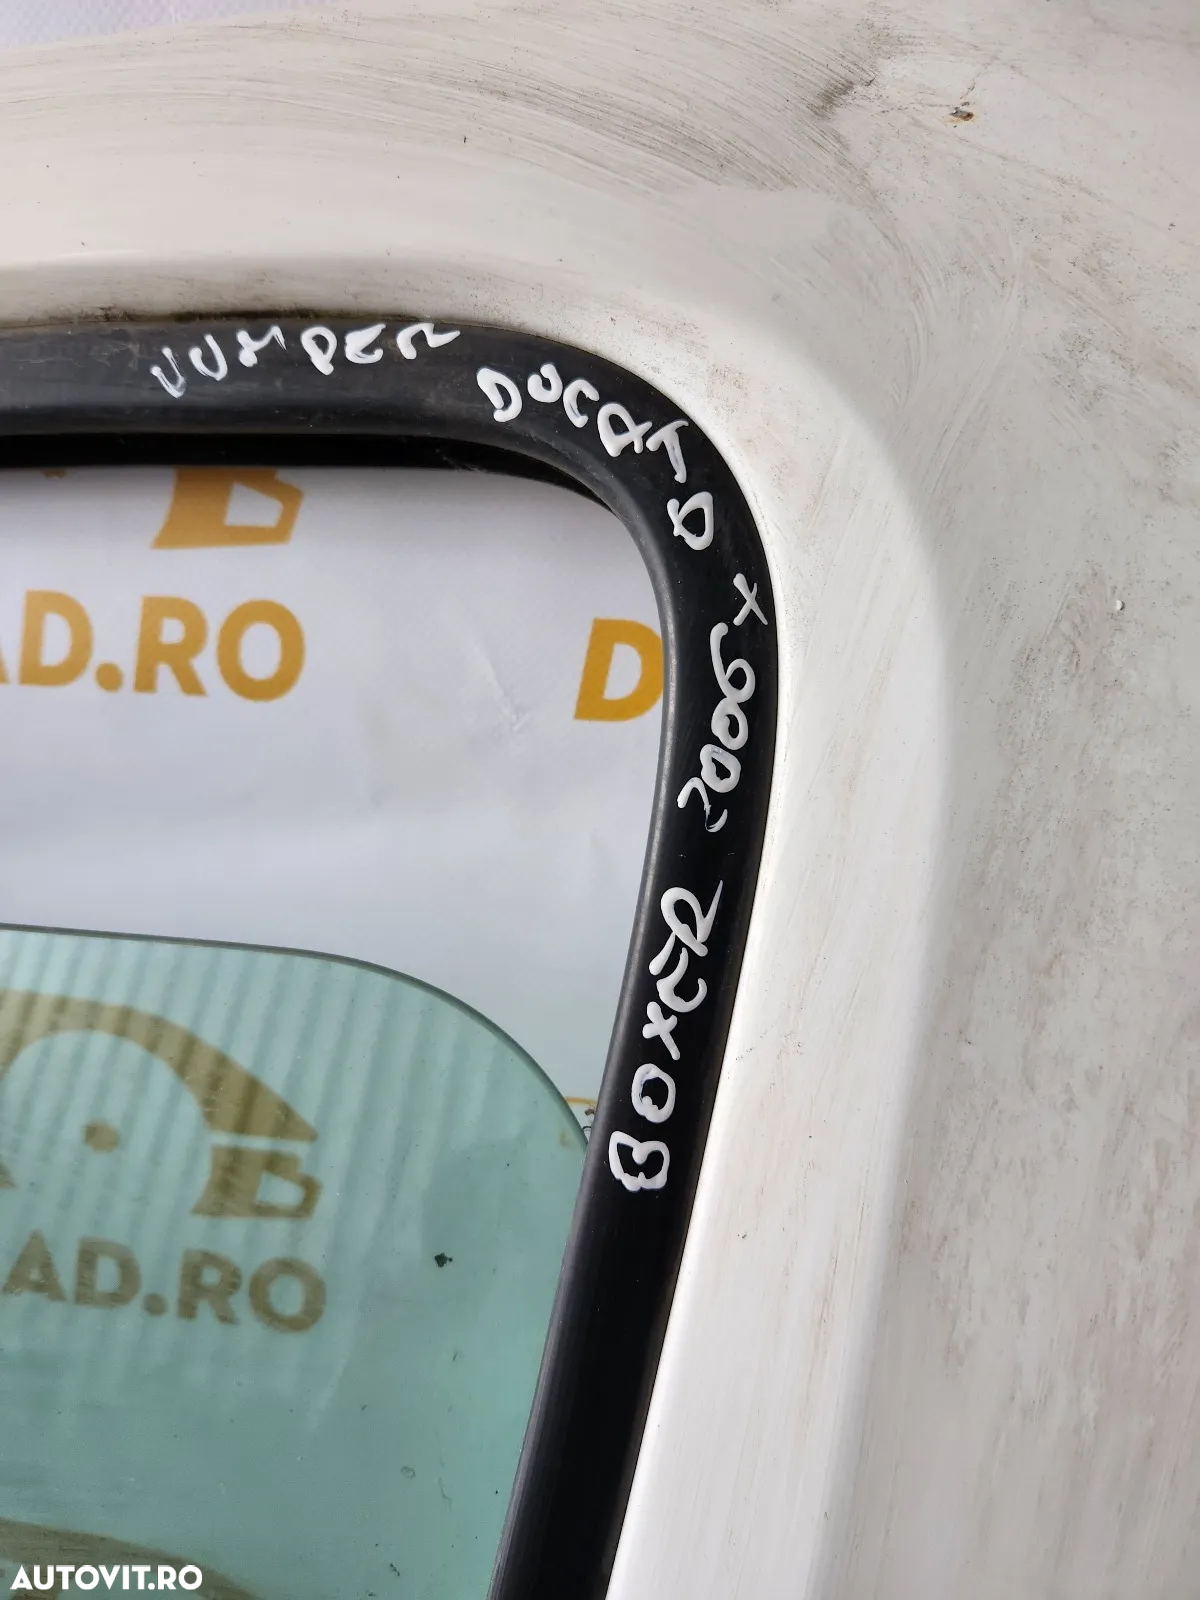 JUMPER DUCATO
BOXER 2006+
AD.RO
D
AD.RO
AUTOVIT.RO